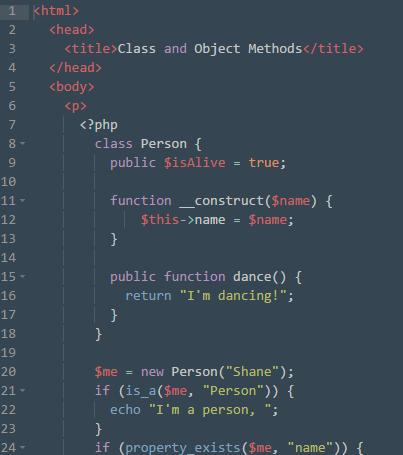 1 <html>
2 <head>
3 <title>Class and Object Methods</title>
4 </head>
5 <body>
6 <p>
7 <?php
8 class Person {
9 public $isAlive = true;
10
11 function __construct($name) {
12 $this->name = $name;
13 }
14
15 public function dance() {
16 return "I'm dancing!";
17 }
18 }
19
20 $me = new Person("Shane");
21 if (is_a($me, "Person")) {
22 echo "I'm a person, ";
23 }
24 if (property_exists($me, "name")) {